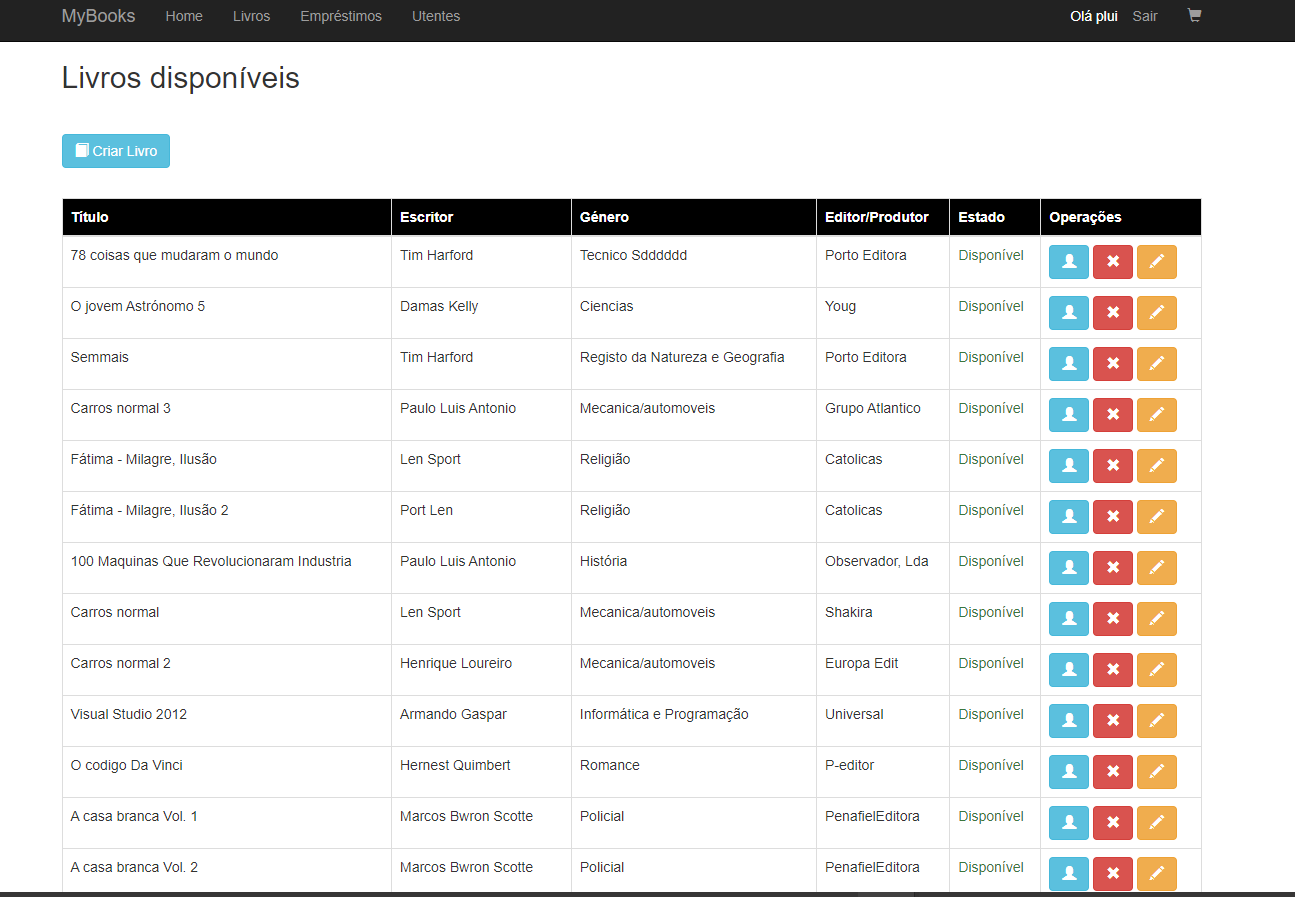 MyBooks Home Livros Empréstimos Utentes Olá plui Sair
Livros disponíveis
Criar Livro
Título Escritor Género Editor/Produtor Estado Operações
78 coisas que mudaram o mundo Tim Harford Tecnico Sdddddd Porto Editora Disponível
O jovem Astrónomo 5 Damas Kelly Ciencias Youg Disponível
Semmais Tim Harford Registo da Natureza e Geografia Porto Editora Disponível
Carros normal 3 Paulo Luis Antonio Mecanica/automoveis Grupo Atlantico Disponível
Fátima - Milagre, Ilusão Len Sport Religião Catolicas Disponível
Fátima - Milagre, Ilusão 2 Port Len Religião Catolicas Disponível
100 Maquinas Que Revolucionaram Industria Paulo Luis Antonio História Observador, Lda Disponível
Carros normal Len Sport Mecanica/automoveis Shakira Disponível
Carros normal 2 Henrique Loureiro Mecanica/automoveis Europa Edit Disponível
Visual Studio 2012 Armando Gaspar Informática e Programação Universal Disponível
O codigo Da Vinci Hernest Quimbert Romance P-editor Disponível
A casa branca Vol. 1 Marcos Bwron Scotte Policial PenafielEditora Disponível
A casa branca Vol. 2 Marcos Bwron Scotte Policial PenafielEditora Disponível